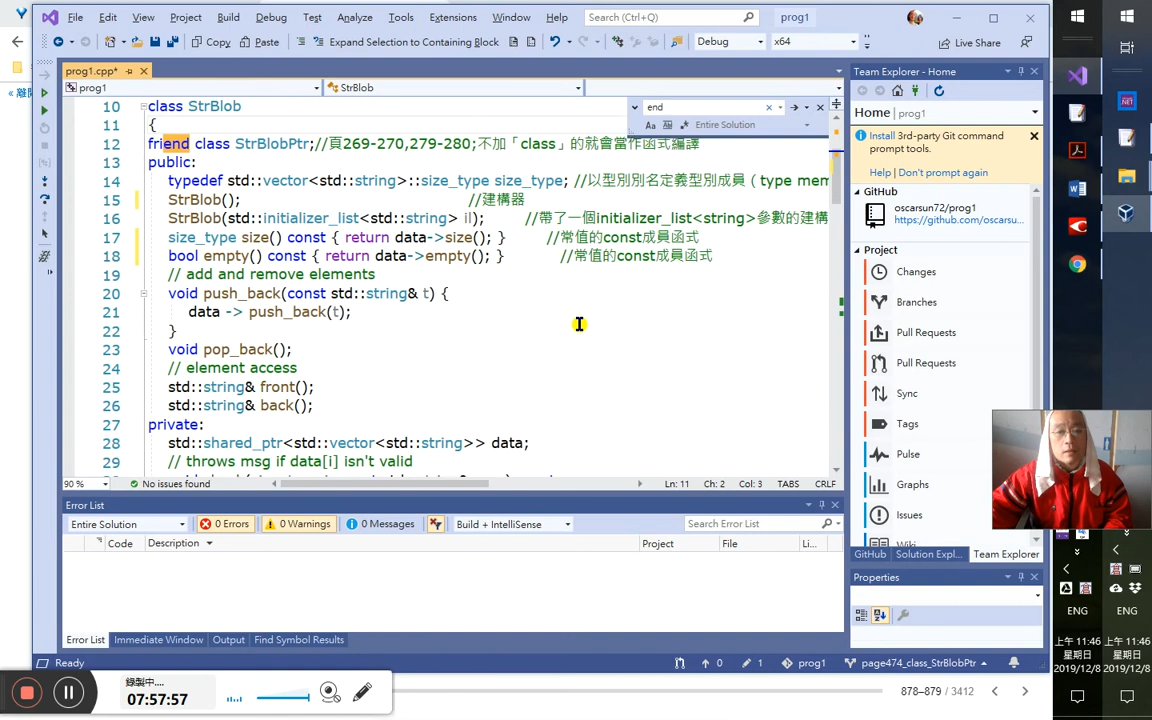 File Edit View Project Build Debug Test Analyze Tools Extensions Window Help Search (Ctrl+Q) prog1
Copy Paste Expand Selection to Containing Block Debug x64 Live Share
prog1.cpp*
prog1 StrBlob
end
Aa Entire Solution
10 class StrBlob
11 {
12 friend class StrBlobPtr;//頁269-270,279-280;不加「class」的就會當作函式編譯
13 public:
14 typedef std::vector<std::string>::size_type size_type; //以型別別名定義型別成員（type mem
15 StrBlob(); //建構器
16 StrBlob(std::initializer_list<std::string> il); //帶了一個initializer_list<string>參數的建構
17 size_type size() const { return data->size(); } //常值的const成員函式
18 bool empty() const { return data->empty(); } //常值的const成員函式
19 // add and remove elements
20 void push_back(const std::string& t) {
21 data -> push_back(t);
22 }
23 void pop_back();
24 // element access
25 std::string& front();
26 std::string& back();
27 private:
28 std::shared_ptr<std::vector<std::string>> data;
29 // throws msg if data[i] isn't valid
90 % No issues found Ln: 11 Ch: 2 Col: 3 TABS CRLF
Error List
Entire Solution 0 Errors 0 Warnings 0 Messages Build + IntelliSense Search Error List
Code Description Project File Li...
Error List Immediate Window Output Find Symbol Results
Ready 0 1 prog1 page474_class_StrBlobPtr
Team Explorer - Home
Home prog1
Install 3rd-party Git command
prompt tools.
Help Don't prompt again
GitHub
oscarsun72/prog1
https://github.com/oscarsu...
Project
Changes
Branches
Pull Requests
Pull Requests
Sync
Tags
Pulse
Graphs
Issues
GitHub Solution Expl... Team Explorer
Properties
錄製中....
07:57:57
878–879 / 3412
ENG ENG
上午 11:46 上午 11:46
星期日 星期日
2019/12/8 2019/12/8